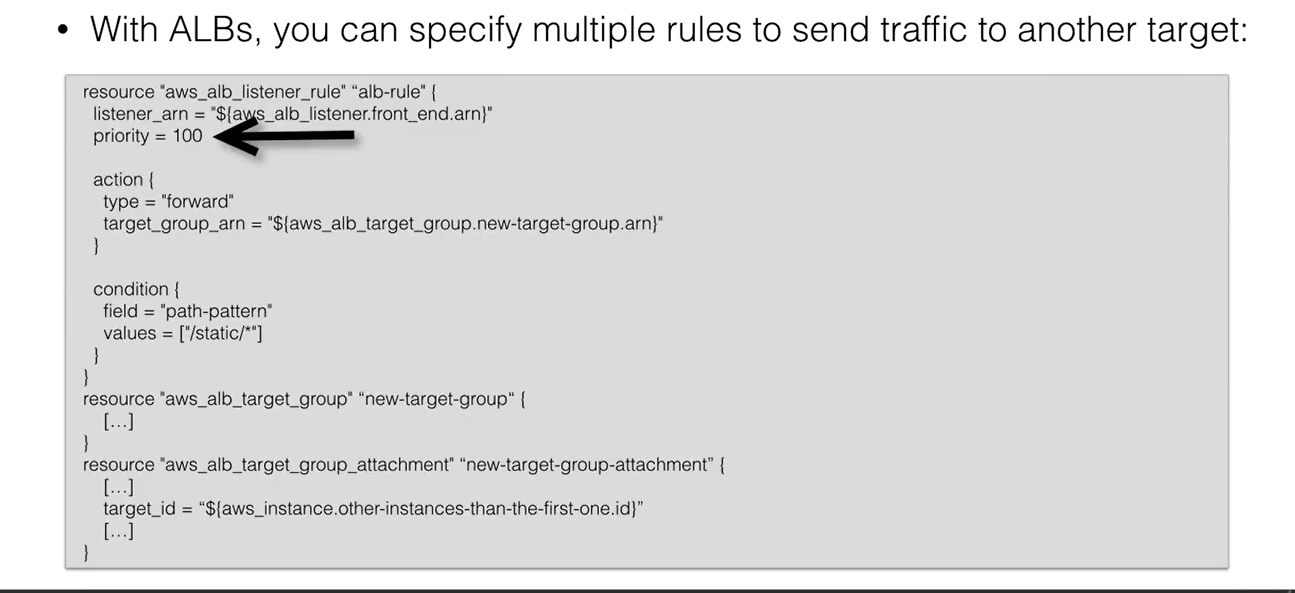 • With ALBs, you can specify multiple rules to send traffic to another target:
resource "aws_alb_listener_rule" “alb-rule" {
listener_arn = "${aws_alb_listener.front_end.arn}"
priority = 100
action {
type = "forward"
target_group_arn = "${aws_alb_target_group.new-target-group.arn}"
}
condition {
field = "path-pattern"
values = ["/static/*"]
}
}
resource "aws_alb_target_group" “new-target-group“ {
[…]
}
resource "aws_alb_target_group_attachment" “new-target-group-attachment” {
[…]
target_id = “${aws_instance.other-instances-than-the-first-one.id}”
[…]
}